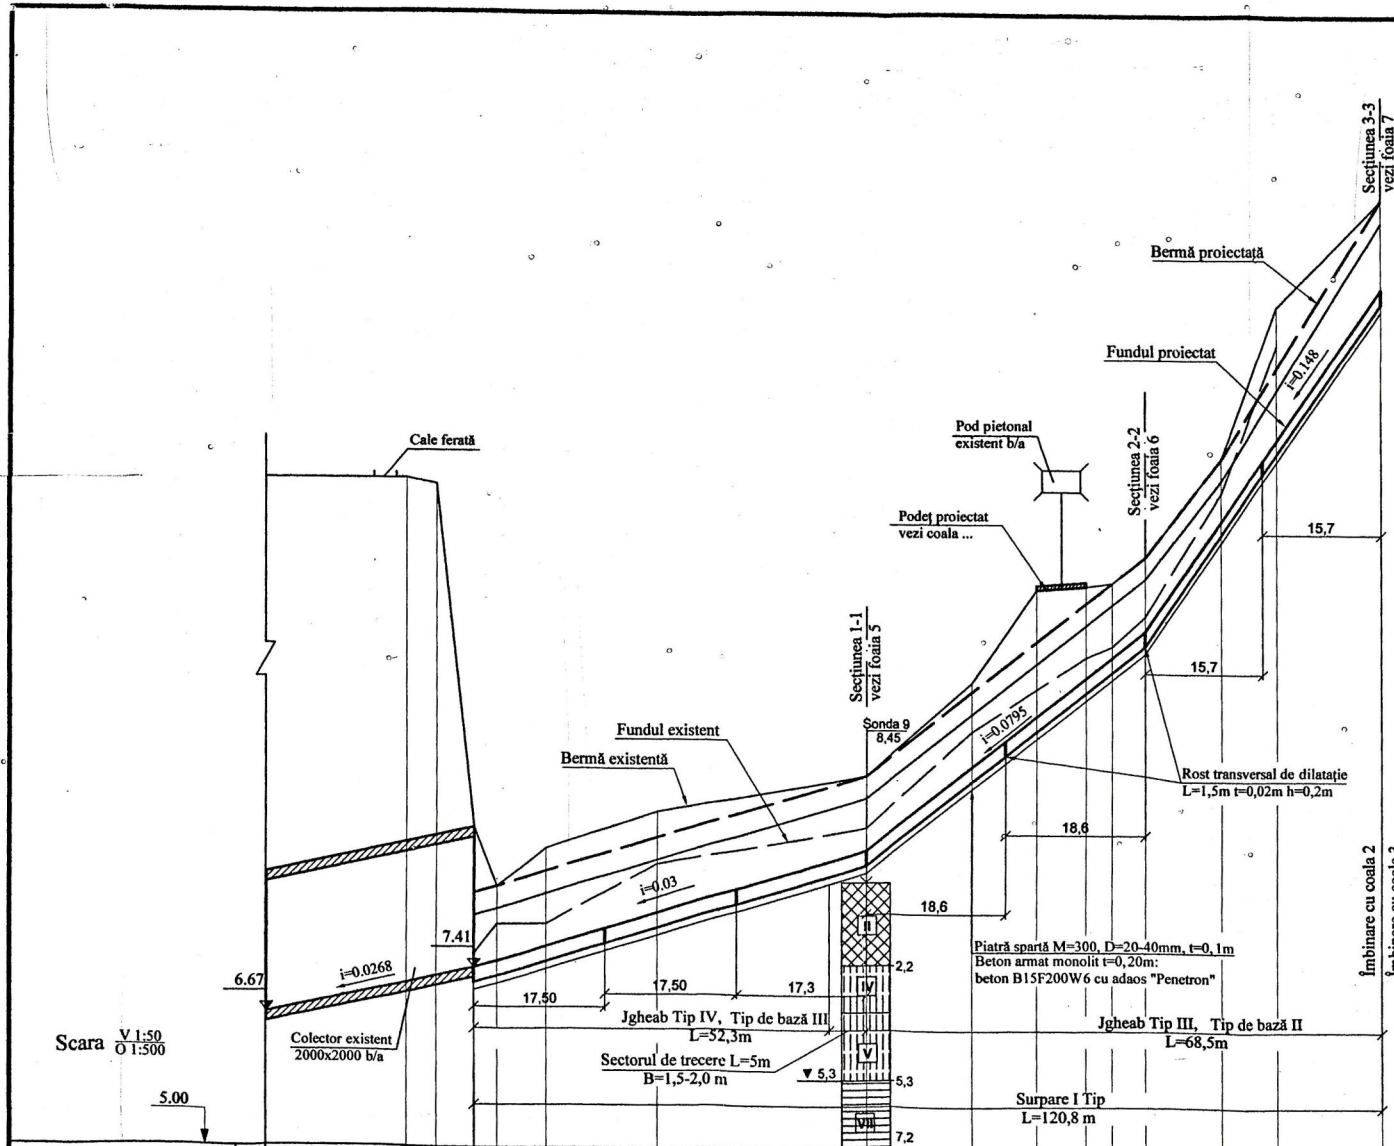 Secțiunea 3-3
vezi foaia 7
Bermă proiectață
Fundul proiectat
i=0.148
Cale ferată
Pod pietonal
existent b/a
Secțiunea 2-2
vezi foaia 6
Podeț proiectat
vezi coala ...
15,7
15,7
Secțiunea 1-1
vezi foaia 5
Sonda 9
8,45
i=0.0795
Fundul existent
Bermă existentă
Rost transversal de dilatație
L=1,5m t=0,02m h=0,2m
18,6
i=0.03
18,6
II
7.41
6.67
i=0.0268
2,2
Piatră spartă M=300, D=20-40mm, t=0,1m
Beton armat monolit t=0,20m:
beton B15F200W6 cu adaos "Penetron"
Îmbinare cu coala 2
IV
17,50
17,50
17,3
Colector existent
2000x2000 b/a
Jgheab Tip IV, Tip de bază III
L=52,3m
Jgheab Tip III, Tip de bază II
L=68,5m
Scara V 1:50
O 1:500
Sectorul de trecere L=5m
B=1,5-2,0 m
V
5,3
5,3
5.00
Surpare I Tip
L=120,8 m
VII
7,2